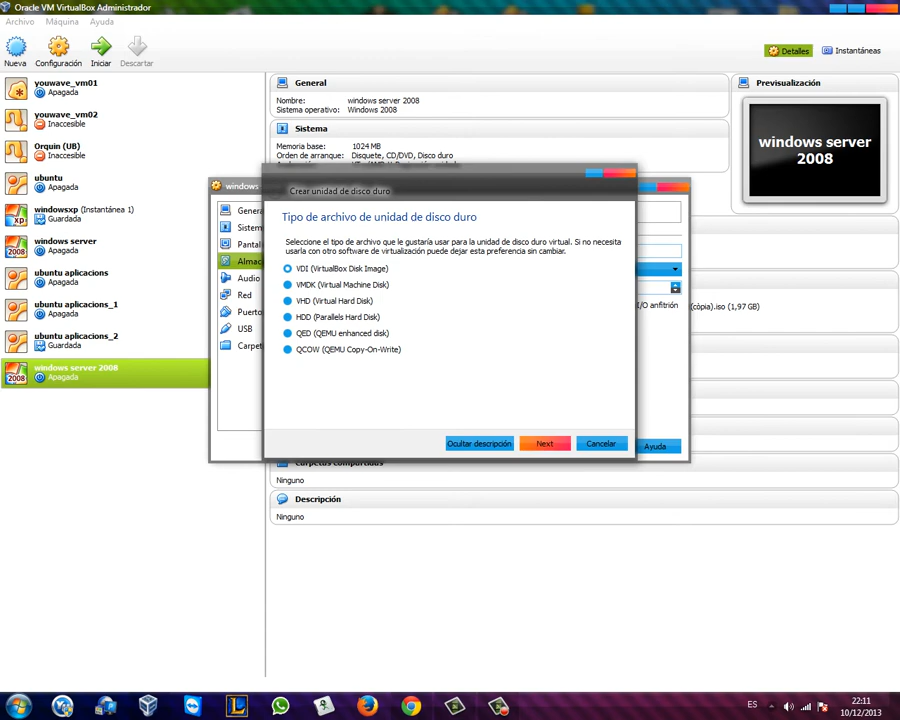 Oracle VM VirtualBox Administrador
Archivo Máquina Ayuda
Nueva Configuración Iniciar Descartar
Detalles Instantáneas
youwave_vm01
Apagada
youwave_vm02
Inaccesible
Orquin (UB)
Inaccesible
ubuntu
Apagada
windowsxp (Instantánea 1)
Guardada
windows server
Apagada
ubuntu aplicacions
Apagada
ubuntu aplicacions_1
Apagada
ubuntu aplicacions_2
Guardada
windows server 2008
Apagada
General
Nombre: windows server 2008
Sistema operativo: Windows 2008
Sistema
Memoria base: 1024 MB
Orden de arranque: Disquete, CD/DVD, Disco duro
Previsualización
windows server
2008
windows
Genera
Sistem
Pantal
Almac
Audio
Red
Puerto
USB
Carpet
I/O anfitrión
(còpia).iso (1,97 GB)
Ayuda
Crear unidad de disco duro
Tipo de archivo de unidad de disco duro
Seleccione el tipo de archivo que le gustaría usar para la unidad de disco duro virtual. Si no necesita
usarla con otro software de virtualización puede dejar esta preferencia sin cambiar.
VDI (VirtualBox Disk Image)
VMDK (Virtual Machine Disk)
VHD (Virtual Hard Disk)
HDD (Parallels Hard Disk)
QED (QEMU enhanced disk)
QCOW (QEMU Copy-On-Write)
Ocultar descripción Next Cancelar
Carpetas compartidas
Ninguno
Descripción
Ninguno
ES
22:11
10/12/2013